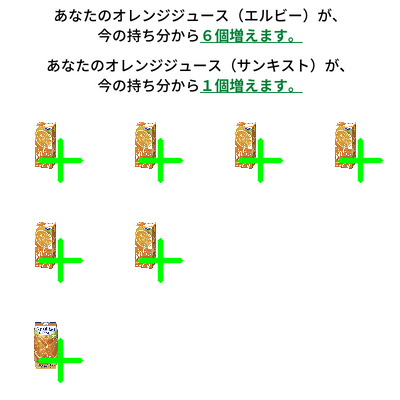 あなたのオレンジジュース（エルビー）が、
今の持ち分から６個増えます。
あなたのオレンジジュース（サンキスト）が、
今の持ち分から１個増えます。